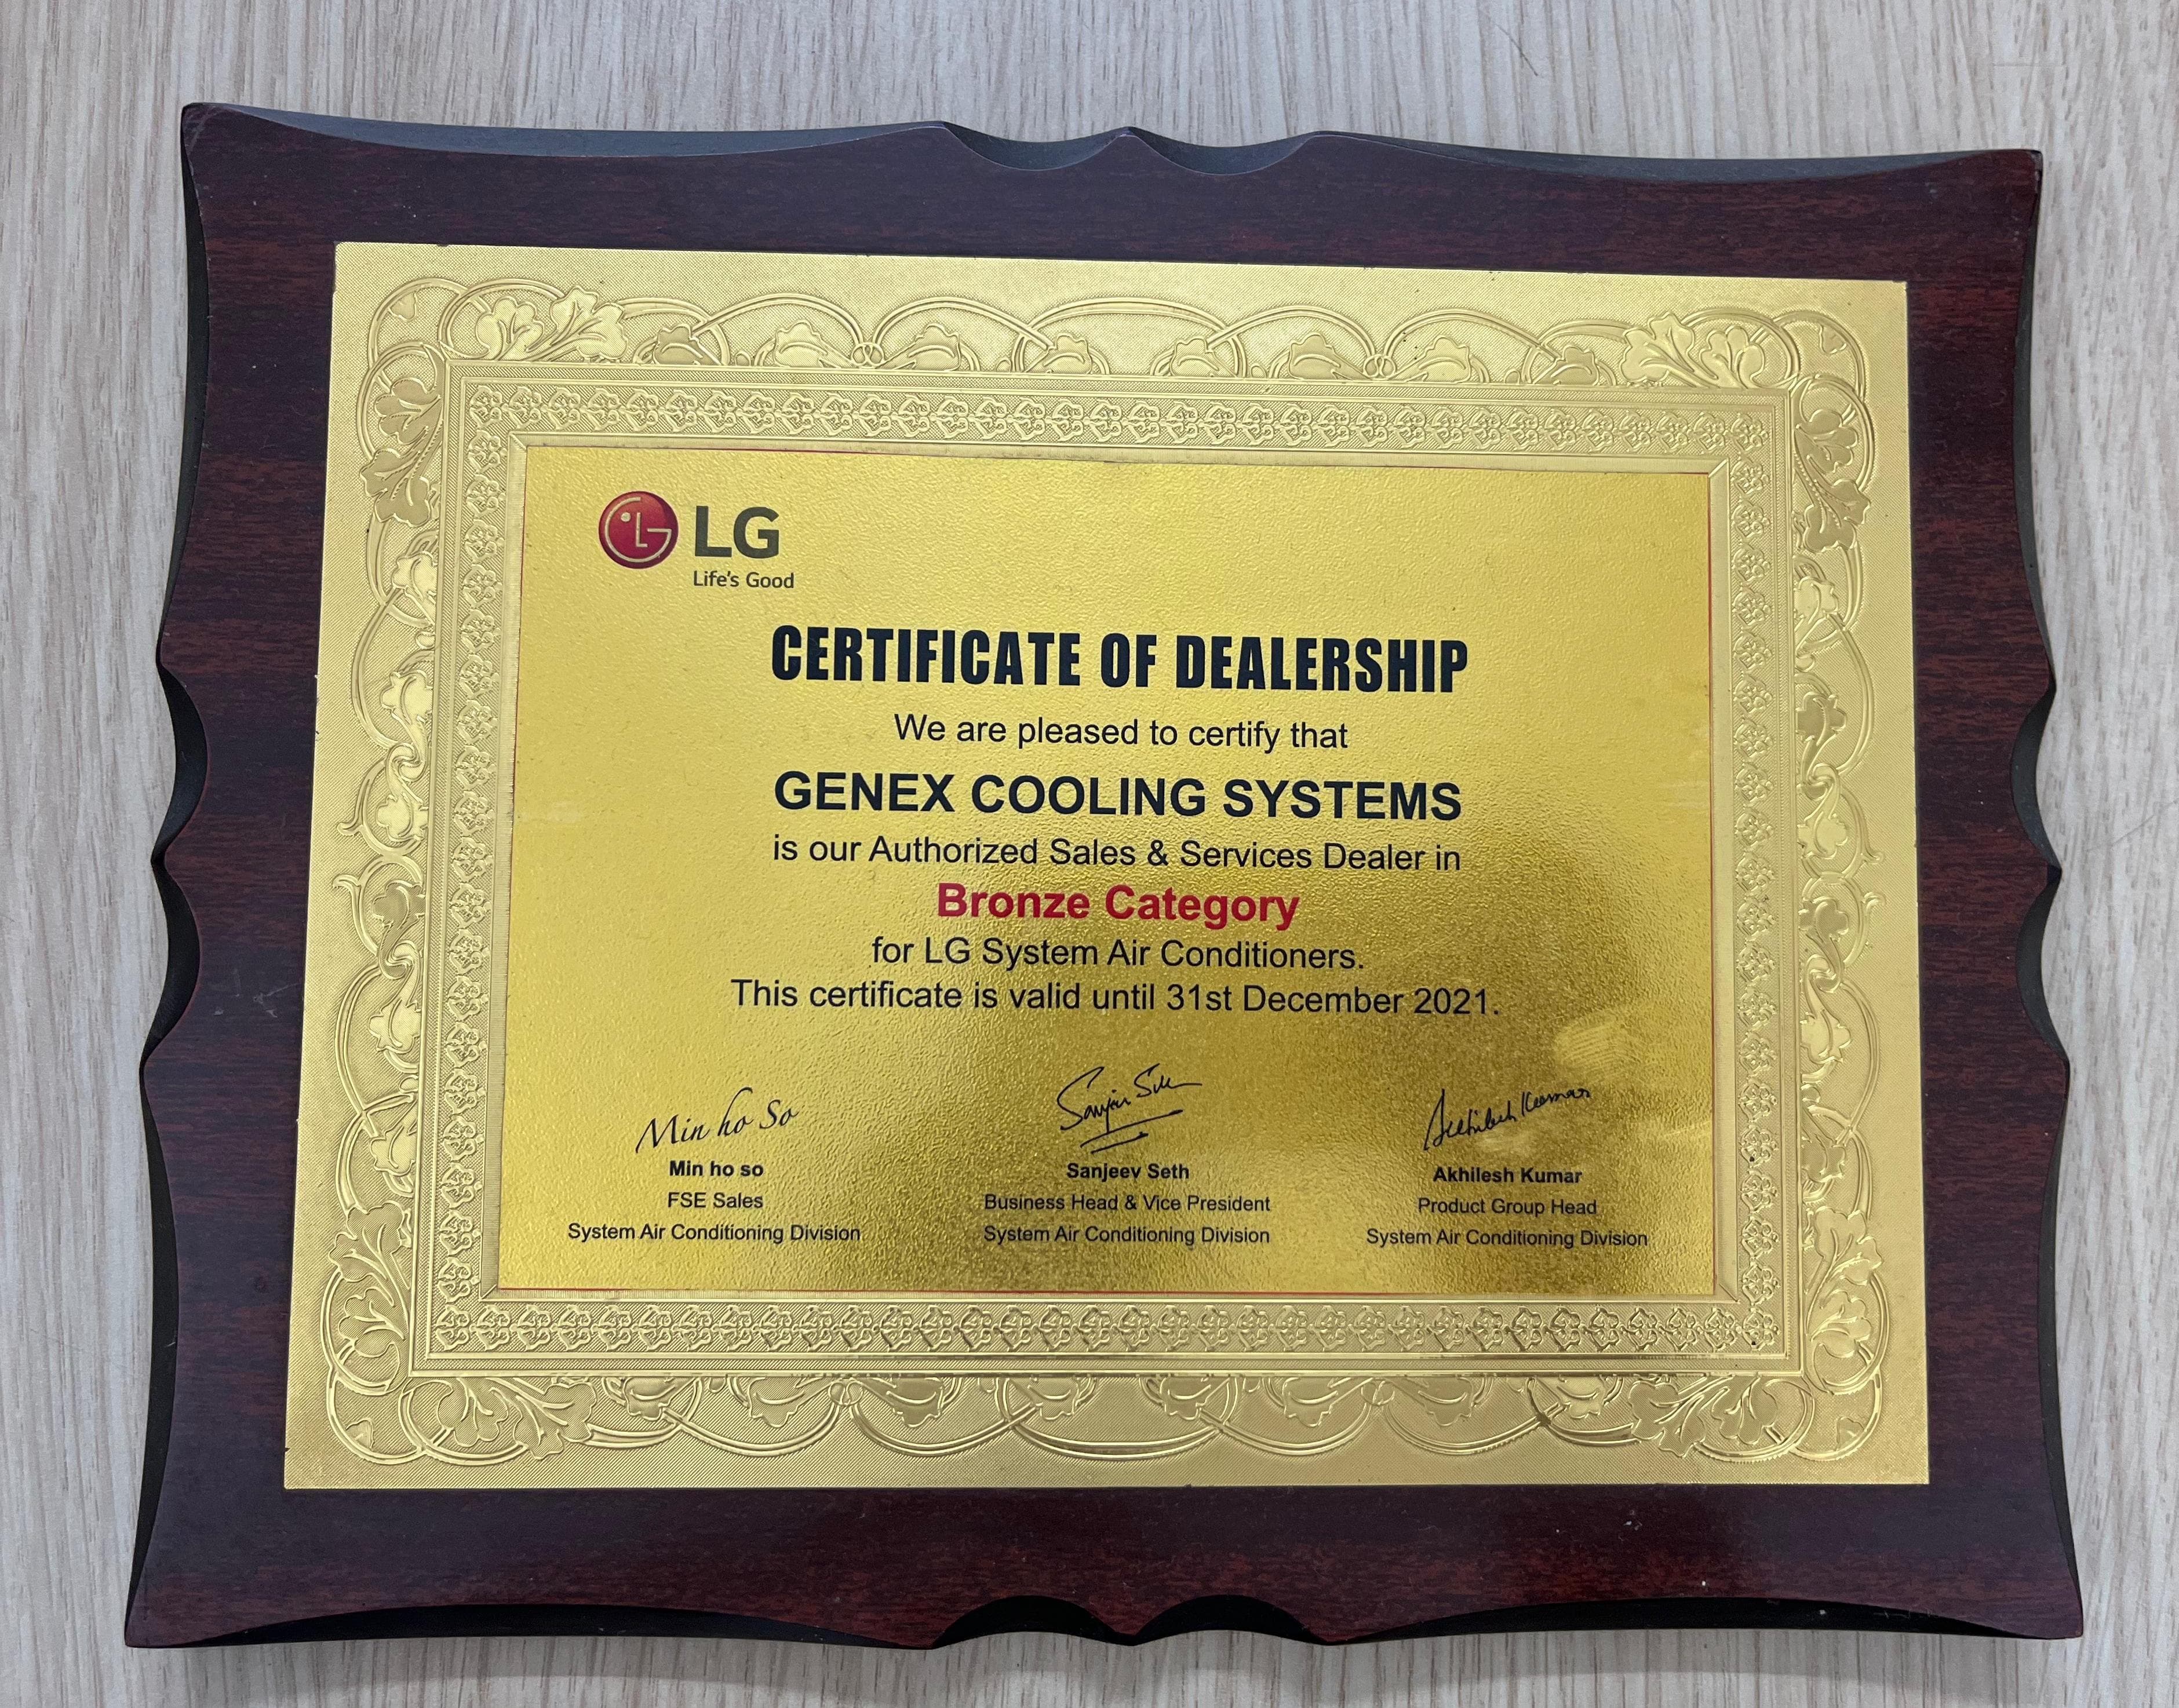 LG
Life's Good
CERTIFICATE OF DEALERSHIP
We are pleased to certify that
GENEX COOLING SYSTEMS
is our Authorized Sales & Services Dealer in
Bronze Category
for LG System Air Conditioners.
This certificate is valid until 31st December 2021.
Min ho So
Min ho so
FSE Sales
System Air Conditioning Division
Sanjeev Seth
Sanjeev Seth
Business Head & Vice President
System Air Conditioning Division
Akhilesh Kumar
Akhilesh Kumar
Product Group Head
System Air Conditioning Division